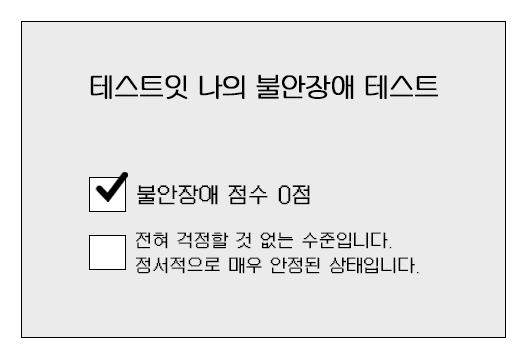 테스트잇 나의 불안장애 테스트
불안장애 점수 0점
전혀 걱정할 것 없는 수준입니다.
정서적으로 매우 안정된 상태입니다.